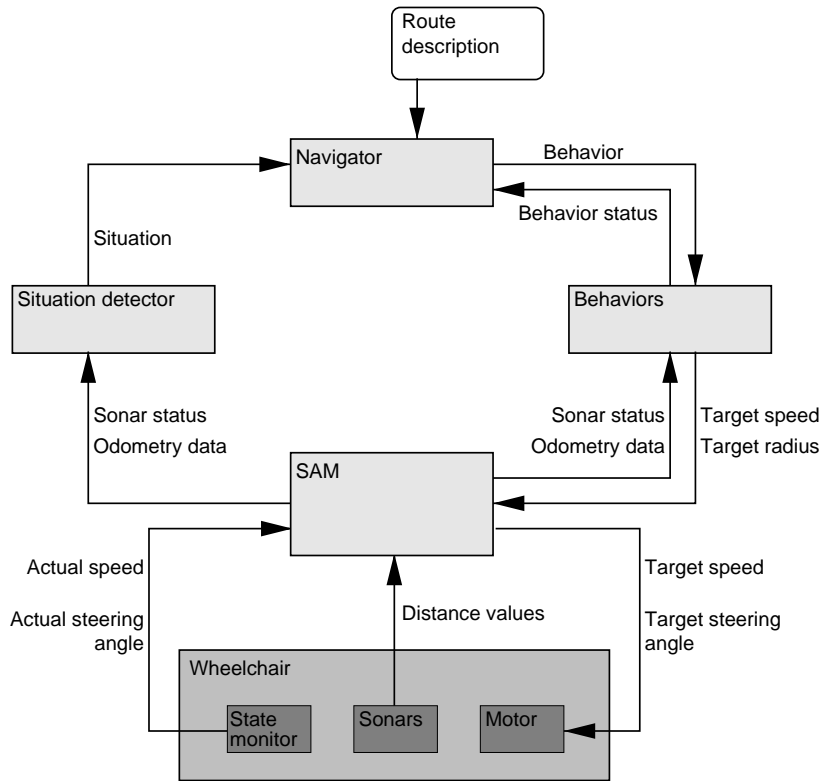 Route
description
Navigator
Behavior
Behavior status
Situation
Situation detector
Behaviors
Sonar status
Odometry data
Sonar status
Odometry data
Target speed
Target radius
SAM
Actual speed
Actual steering
angle
Distance values
Target speed
Target steering
angle
Wheelchair
State
monitor
Sonars
Motor